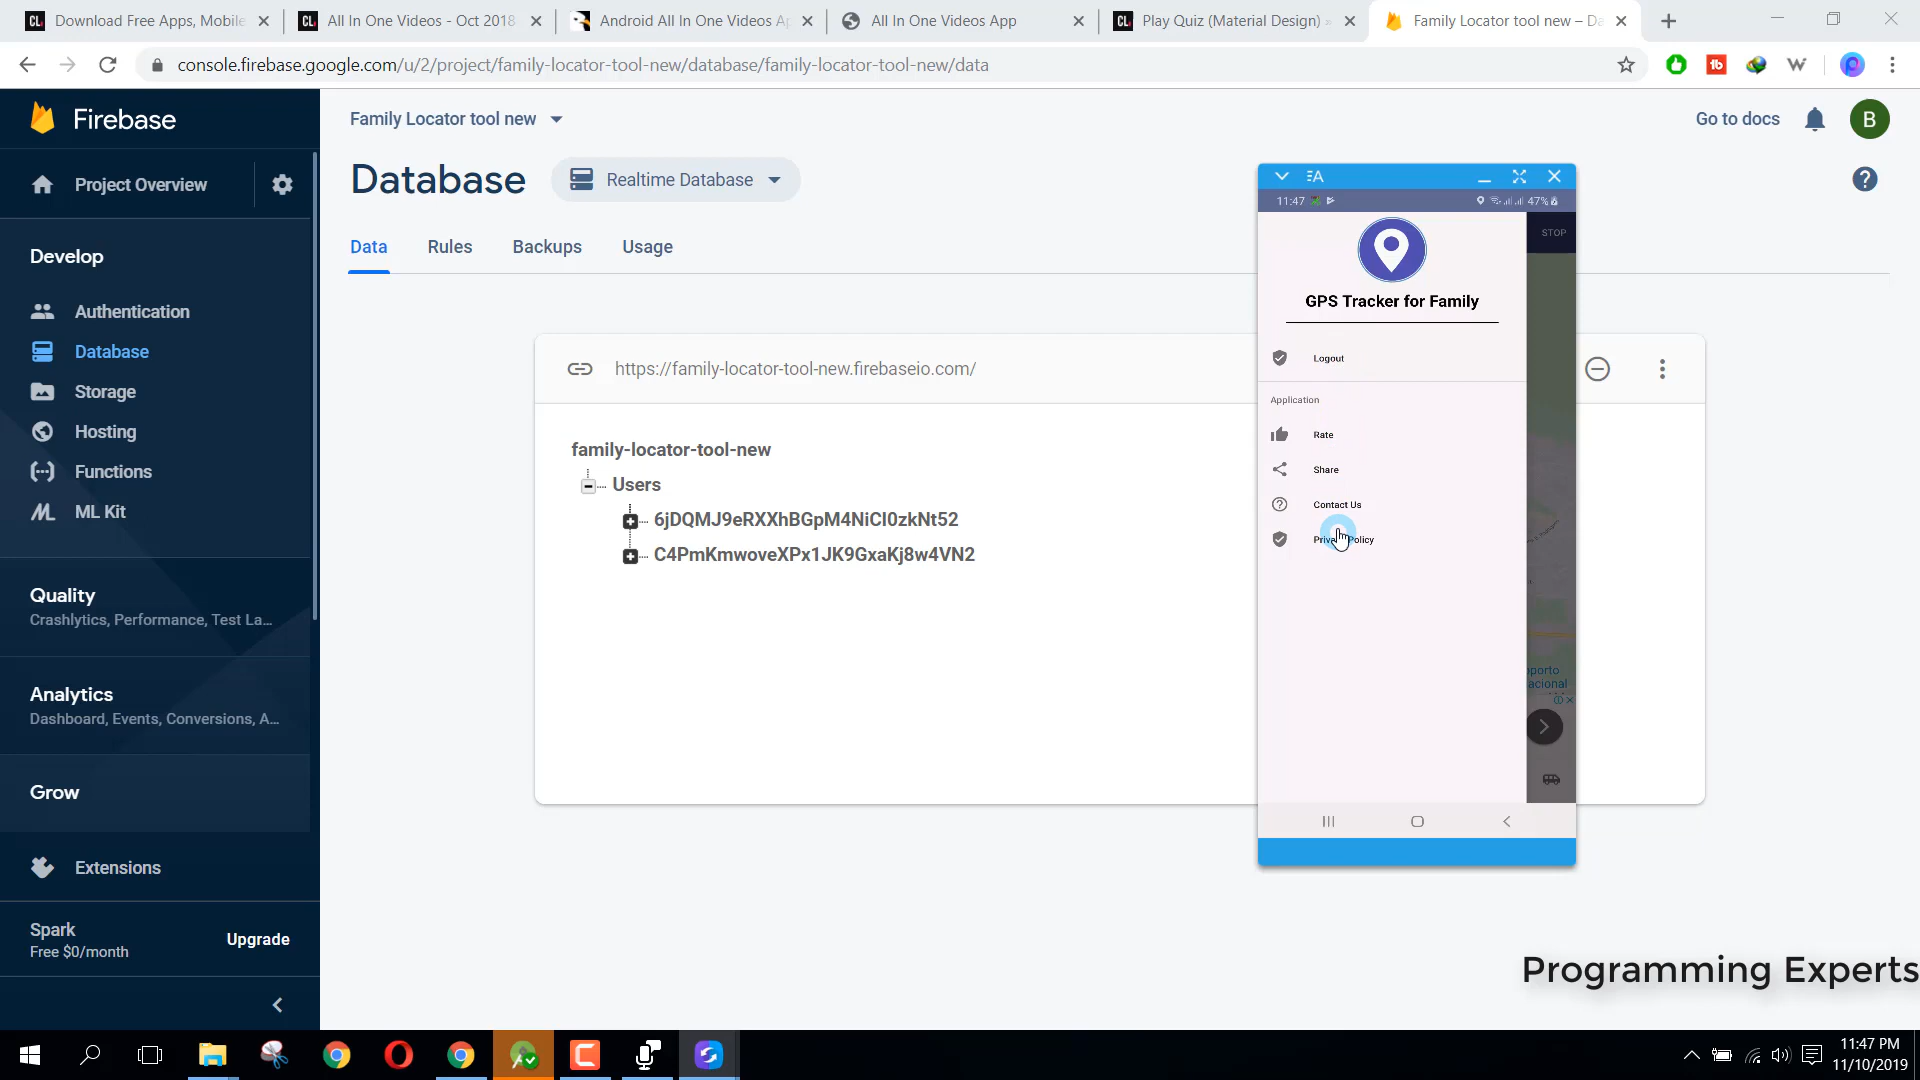 Download Free Apps, Mobile
All In One Videos - Oct 2018
Android All In One Videos Ap
All In One Videos App
Play Quiz (Material Design)
Family Locator tool new – Da
console.firebase.google.com/u/2/project/family-locator-tool-new/database/family-locator-tool-new/data
Firebase
Family Locator tool new
Go to docs
B
Project Overview
Database
Realtime Database
Data
Rules
Backups
Usage
Develop
Authentication
Database
Storage
Hosting
Functions
ML Kit
Quality
Crashlytics, Performance, Test La...
Analytics
Dashboard, Events, Conversions, A...
Grow
Extensions
Spark
Free $0/month
Upgrade
https://family-locator-tool-new.firebaseio.com/
family-locator-tool-new
Users
6jDQMJ9eRXXhBGpM4NiCI0zkNt52
C4PmKmwoveXPx1JK9GxaKj8w4VN2
11:47
47%
STOP
GPS Tracker for Family
Logout
Application
Rate
Share
Contact Us
Privacy Policy
Programming Experts
11:47 PM
11/10/2019